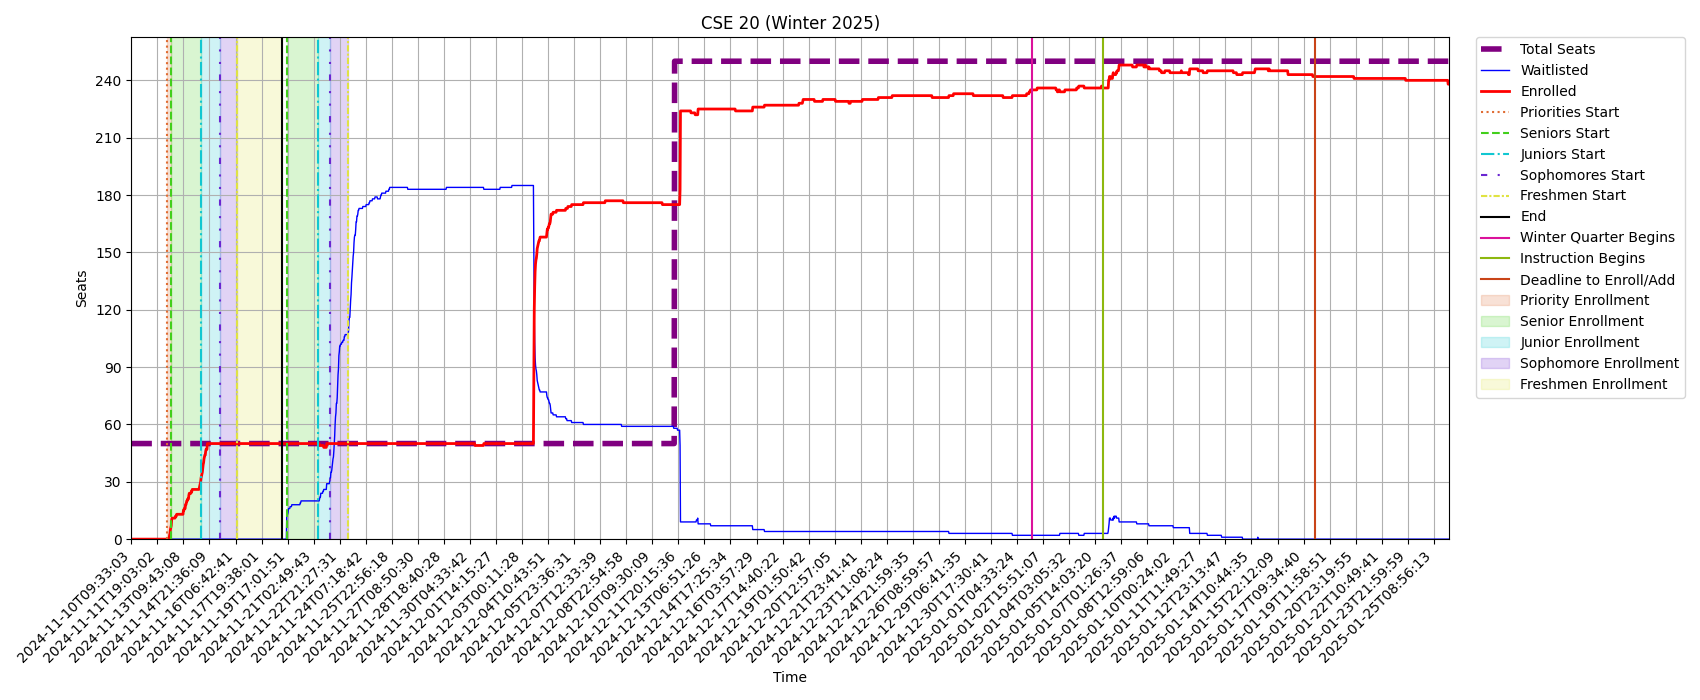 CSE 20 (Winter 2025)
Seats
240
210
180
150
120
90
60
30
0
2024-11-10T09:33:03
2024-11-11T19:03:02
2024-11-13T09:43:08
2024-11-14T21:36:09
2024-11-16T06:42:41
2024-11-17T19:38:01
2024-11-19T17:01:51
2024-11-21T02:49:43
2024-11-22T21:27:31
2024-11-24T07:18:42
2024-11-25T22:56:18
2024-11-27T08:50:30
2024-11-28T18:40:28
2024-11-30T04:33:42
2024-12-01T14:15:27
2024-12-03T00:11:28
2024-12-04T10:43:51
2024-12-05T23:36:31
2024-12-07T12:33:39
2024-12-08T22:54:58
2024-12-10T09:30:09
2024-12-11T20:15:36
2024-12-13T06:51:26
2024-12-14T17:25:34
2024-12-16T03:57:29
2024-12-17T14:40:22
2024-12-19T01:50:42
2024-12-20T12:57:05
2024-12-21T23:41:41
2024-12-23T11:08:24
2024-12-24T21:59:35
2024-12-26T08:59:57
2024-12-29T06:41:35
2024-12-30T17:30:41
2025-01-01T04:33:24
2025-01-02T15:51:07
2025-01-04T03:05:32
2025-01-05T14:03:20
2025-01-07T01:26:37
2025-01-08T12:59:06
2025-01-10T00:24:02
2025-01-11T11:49:27
2025-01-12T23:13:47
2025-01-14T10:44:35
2025-01-15T22:12:09
2025-01-17T09:34:40
2025-01-19T11:58:51
2025-01-20T23:19:55
2025-01-22T10:49:41
2025-01-23T21:59:59
2025-01-25T08:56:13
Time
Total Seats
Waitlisted
Enrolled
Priorities Start
Seniors Start
Juniors Start
Sophomores Start
Freshmen Start
End
Winter Quarter Begins
Instruction Begins
Deadline to Enroll/Add
Priority Enrollment
Senior Enrollment
Junior Enrollment
Sophomore Enrollment
Freshmen Enrollment